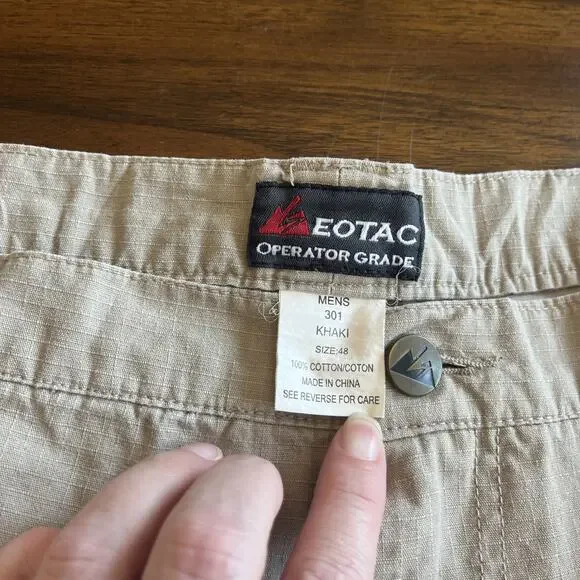 EOTAC
OPERATOR GRADE
MENS
301
KHAKI
SIZE:48
100% COTTON/COTON
MADE IN CHINA
SEE REVERSE FOR CARE